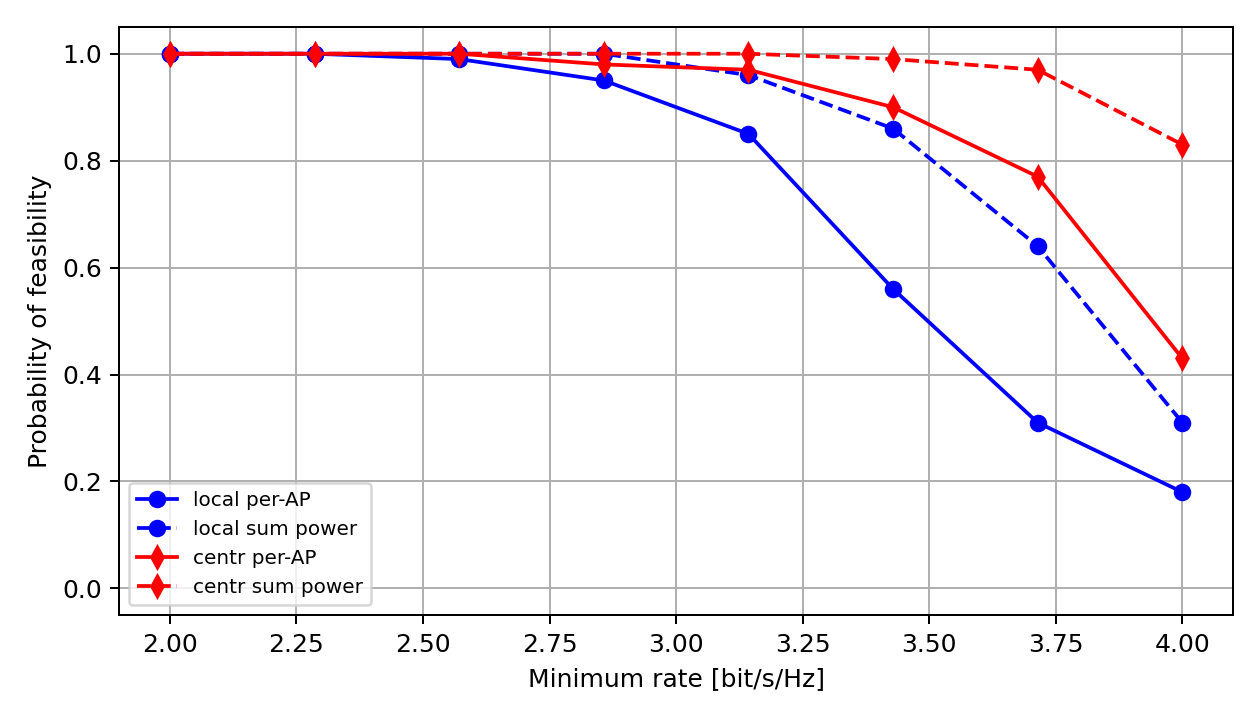 1.0
0.8
0.6
0.4
0.2
0.0
Probability of feasibility
local per-AP
local sum power
centr per-AP
centr sum power
2.00 2.25 2.50 2.75 3.00 3.25 3.50 3.75 4.00
Minimum rate [bit/s/Hz]